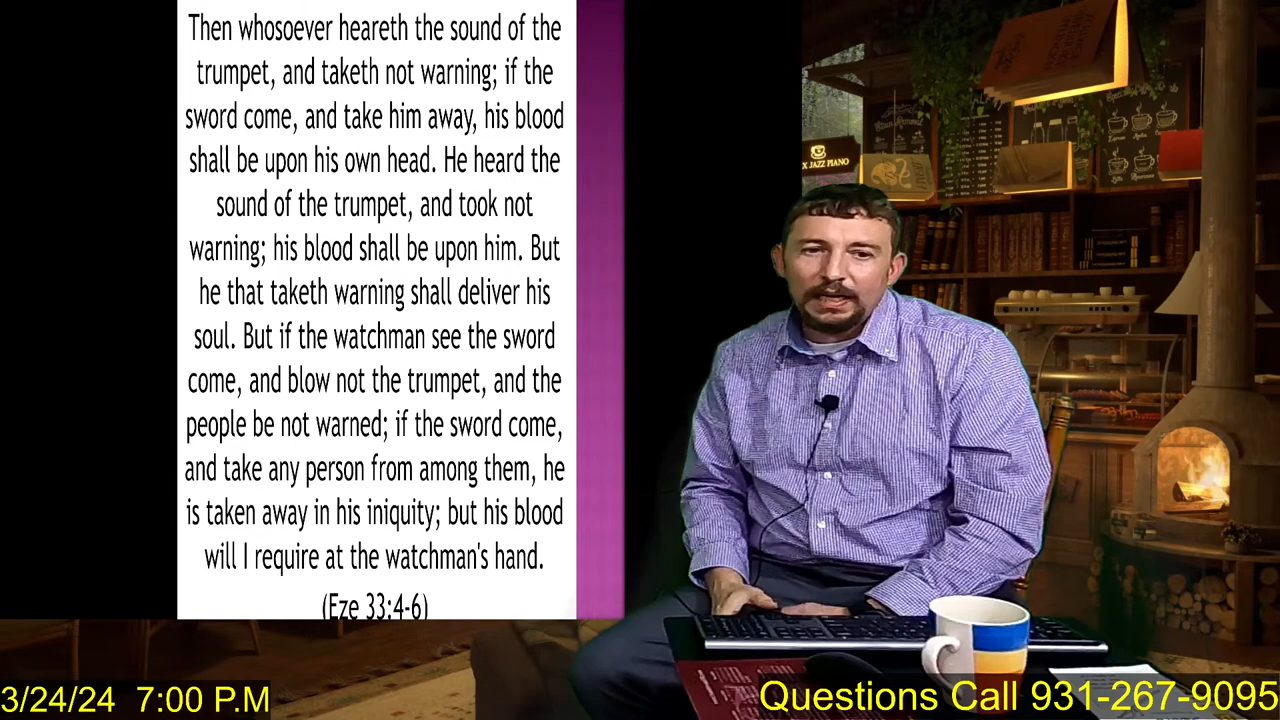 Then whosoever heareth the sound of the
trumpet, and taketh not warning; if the
sword come, and take him away, his blood
shall be upon his own head. He heard the
sound of the trumpet, and took not
warning; his blood shall be upon him. But
he that taketh warning shall deliver his
soul. But if the watchman see the sword
come, and blow not the trumpet, and the
people be not warned; if the sword come,
and take any person from among them, he
is taken away in his iniquity; but his blood
will I require at the watchman's hand.
(Eze 33:4-6)
X JAZZ PIANO
3/24/24 7:00 P.M
Questions Call 931-267-9095